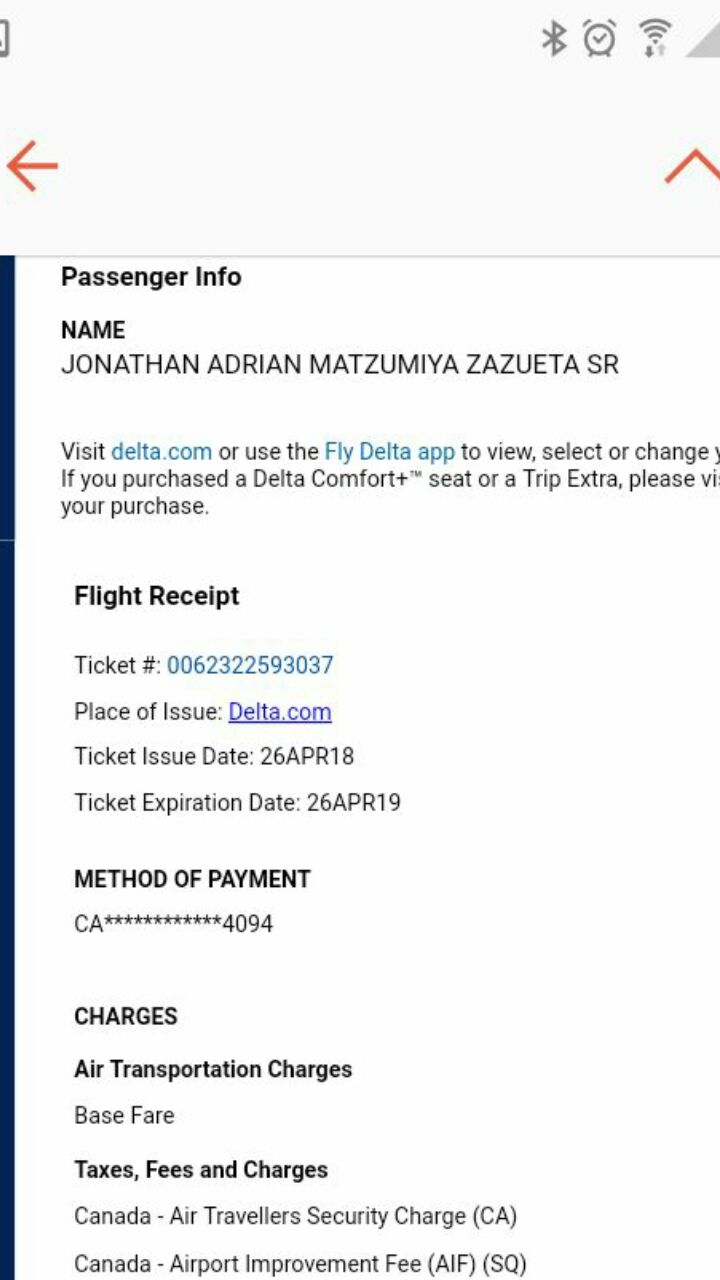 Passenger Info
NAME
JONATHAN ADRIAN MATZUMIYA ZAZUETA SR
Visit delta.com or use the Fly Delta app to view, select or change
If you purchased a Delta Comfort+™ seat or a Trip Extra, please
your purchase.
Flight Receipt
Ticket #: 0062322593037
Place of Issue: Delta.com
Ticket Issue Date: 26APR18
Ticket Expiration Date: 26APR19
METHOD OF PAYMENT
CA************4094
CHARGES
Air Transportation Charges
Base Fare
Taxes, Fees and Charges
Canada - Air Travellers Security Charge (CA)
Canada - Airport Improvement Fee (AIF) (SQ)